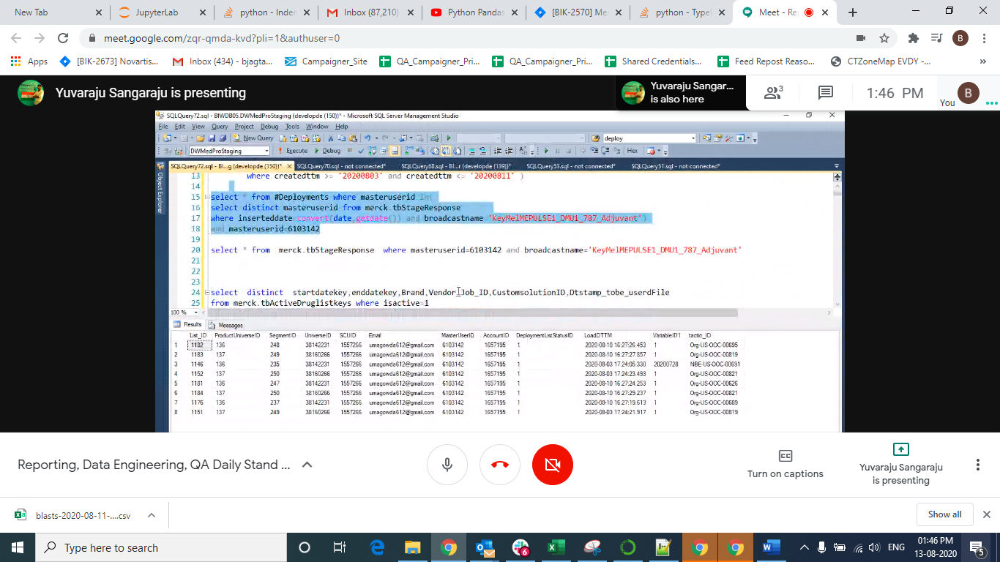 New Tab
JupyterLab
python - Inder
Inbox (87,210)
Python Pandas
[BIK-2570] Me
python - Type
Meet - Re
meet.google.com/zqr-qmda-kvd?pli=1&authuser=0
B
Apps
[BIK-2673] Novartis...
Inbox (434) - bjagta...
Campaigner_Site
QA_Campaigner_Pri...
QA_Campaigner_Pri...
Shared Credentials...
Feed Repost Reaso...
CTZoneMap EVDY -...
»
Yuvaraju Sangaraju is presenting
Yuvaraju Sangar...
is also here
3
1:46 PM
You
B
SQLQuery72.sql - BIWDB05.DWMedProStaging (developde (150))* - Microsoft SQL Server Management Studio
File Edit View Query Project Debug Tools Window Help
New Query
deploy
DWMedProStaging
Execute
Debug
Hex
SQLQuery72.sql - Bl...g (developde (150))*
SQLQuery70.sql - not connected*
SQLQuery68.sql - Bl...r (developde (139))*
SQLQuery53.sql - not connected*
SQLQuery51.sql - not connected*
Object Explorer
13 where createdttm >= '20200803' and createdttm <= '20200811' )
14
15 select * from #Deployments where masteruserid in(
16 select distinct masteruserid from merck.tbStageResponse
17 where inserteddate=convert(date,getdate()) and broadcastname='KeyMelMEPULSE1_DMU1_787_Adjuvant')
18 and masteruserid=6103142
19
20 select * from merck.tbStageResponse where masteruserid=6103142 and broadcastname='KeyMelMEPULSE1_DMU1_787_Adjuvant'
21
22
23
24 select distinct startdatekey,enddatekey,Brand,Vendor_Job_ID,CustomsolutionID,Dtstamp_tobe_userdFile
25 from merck.tbActiveDruglistkeys where isactive=1
100 %
Results Messages
List_ID ProductUniverseID SegmentID UniverseID SCUID Email MasterUserID AccountID DeploymentListStatusID LoadDTTM VariableID1 tactic_ID
1 1182 136 248 38142231 1557266 umagowda612@gmail.com 6103142 1657195 1 2020-08-10 16:27:26.453 1 Org-US-OOC-00695
2 1183 137 249 38160266 1557266 umagowda612@gmail.com 6103142 1657195 1 2020-08-10 16:27:27.857 1 Org-US-OOC-00819
3 1146 136 235 38142231 1557266 umagowda612@gmail.com 6103142 1657195 1 2020-08-03 17:24:05.330 20200728 NBE-US-OOC-00691
4 1152 137 250 38160266 1557266 umagowda612@gmail.com 6103142 1657195 1 2020-08-03 17:24:23.493 1 Org-US-OOC-00821
5 1181 136 247 38142231 1557266 umagowda612@gmail.com 6103142 1657195 1 2020-08-10 16:27:24.253 1 Org-US-OOC-00626
6 1184 137 250 38160266 1557266 umagowda612@gmail.com 6103142 1657195 1 2020-08-10 16:27:29.237 1 Org-US-OOC-00821
7 1176 136 237 38142231 1557266 umagowda612@gmail.com 6103142 1657195 1 2020-08-10 16:27:19.613 1 Org-US-OOC-00689
8 1151 137 249 38160266 1557266 umagowda612@gmail.com 6103142 1657195 1 2020-08-03 17:24:21.917 1 Org-US-OOC-00819
Reporting, Data Engineering, QA Daily Stand ...
CC
Turn on captions
Yuvaraju Sangaraju
is presenting
blasts-2020-08-11-....csv
Show all
Type here to search
6
ENG
01:46 PM
13-08-2020
5